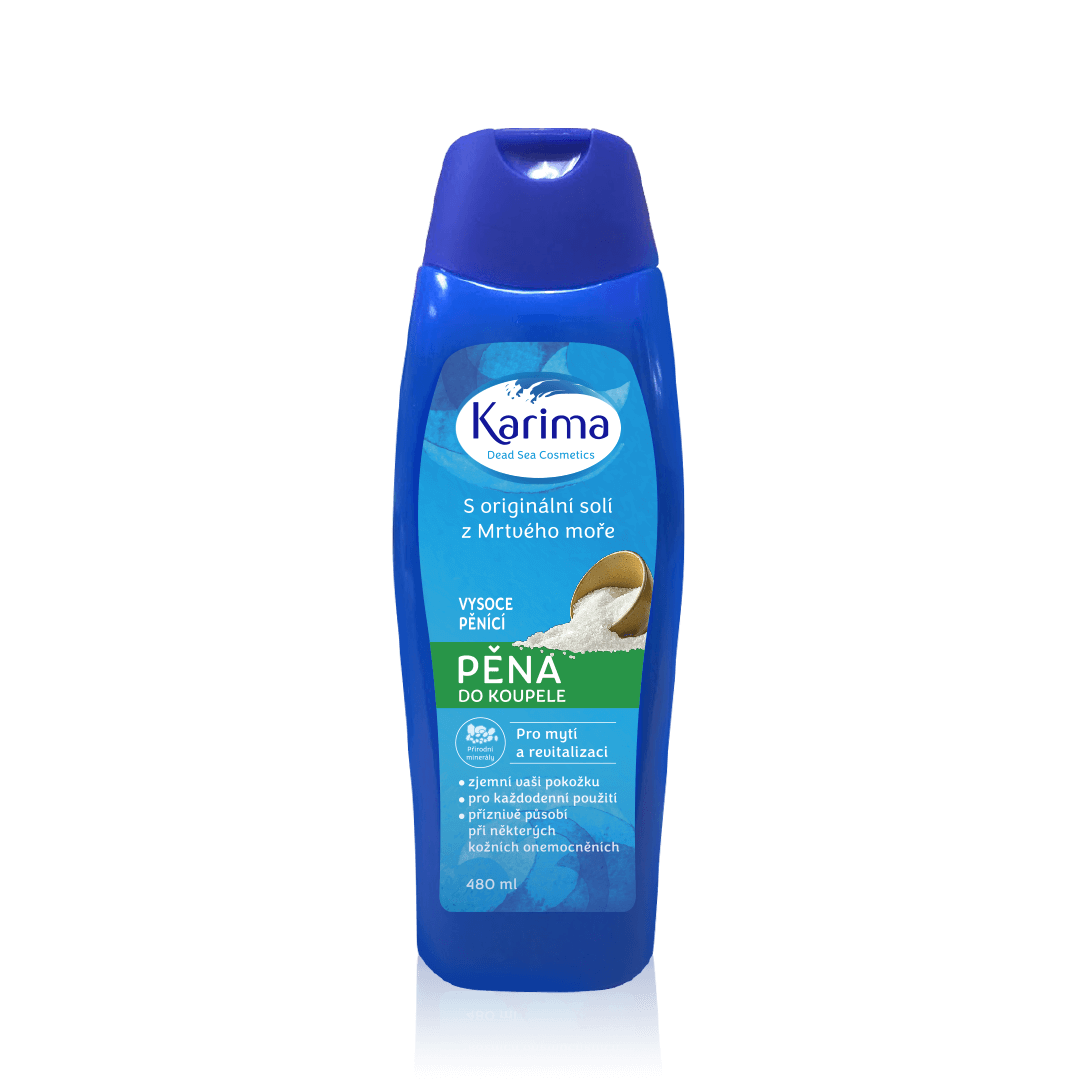 Karima
Dead Sea Cosmetics
S originální solí
z Mrtvého moře
VYSOCE
PĚNÍCÍ
PĚNA
DO KOUPELE
Přírodní
minerály
Pro mytí
a revitalizaci
• zjemní vaši pokožku
• pro každodenní použití
• příznivě působí
při některých
kožních onemocněních
480 ml